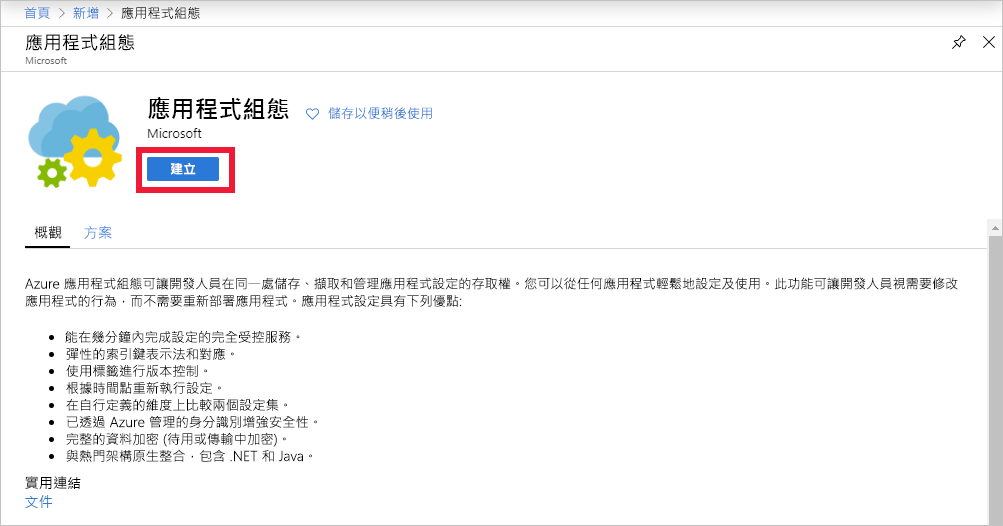 首頁 > 新增 > 應用程式組態
應用程式組態
Microsoft
應用程式組態
儲存以便稍後使用
Microsoft
建立
概觀 方案
Azure 應用程式組態可讓開發人員在同一處儲存、擷取和管理應用程式設定的存取權。您可以從任何應用程式輕鬆地設定及使用。此功能可讓開發人員視需要修改
應用程式的行為，而不需要重新部署應用程式。應用程式設定具有下列優點:
• 能在幾分鐘內完成設定的完全受控服務。
• 彈性的索引鍵表示法和對應。
• 使用標籤進行版本控制。
• 根據時間點重新執行設定。
• 在自行定義的維度上比較兩個設定集。
• 已透過 Azure 管理的身分識別增強安全性。
• 完整的資料加密 (待用或傳輸中加密)。
• 與熱門架構原生整合，包含 .NET 和 Java。
實用連結
文件